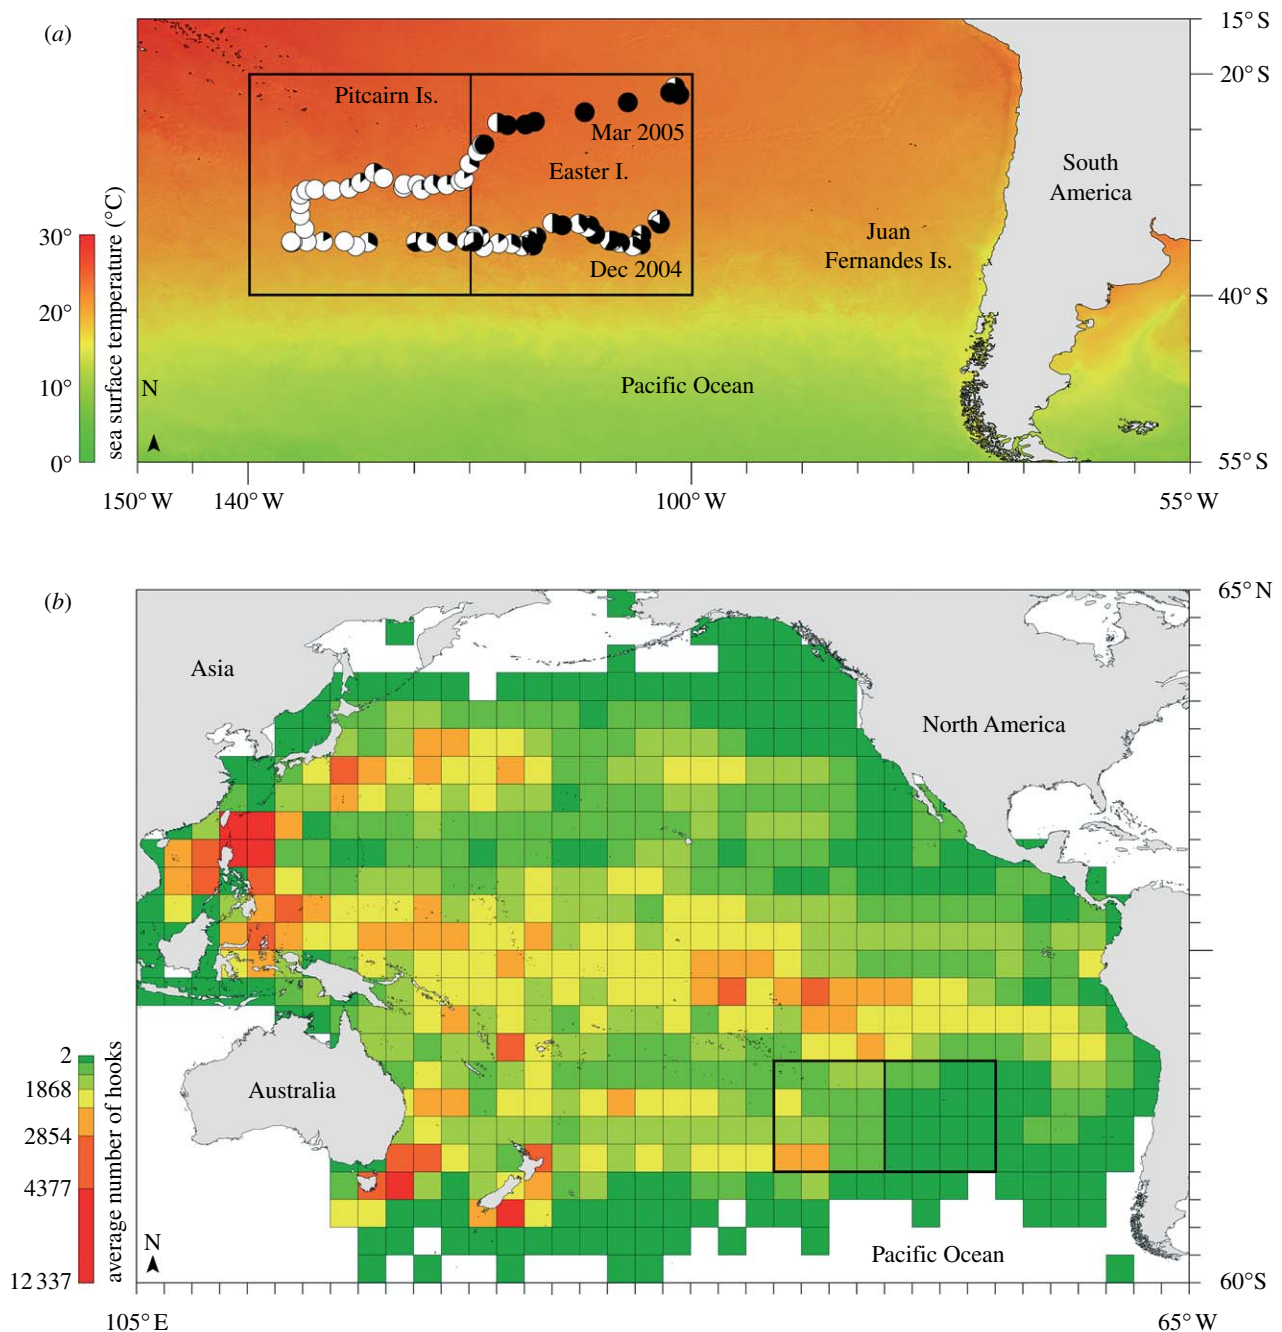 (a)
15° S
20° S
Pitcairn Is.
Mar 2005
Easter I.
South
America
Juan
Fernandes Is.
Dec 2004
40° S
Pacific Ocean
30°
20°
10°
0°
sea surface temperature (°C)
N
55° S
150° W
140° W
100° W
55° W
(b)
65° N
Asia
North America
Australia
2
1868
2854
4377
12 337
average number of hooks
N
Pacific Ocean
60°S
105° E
65° W